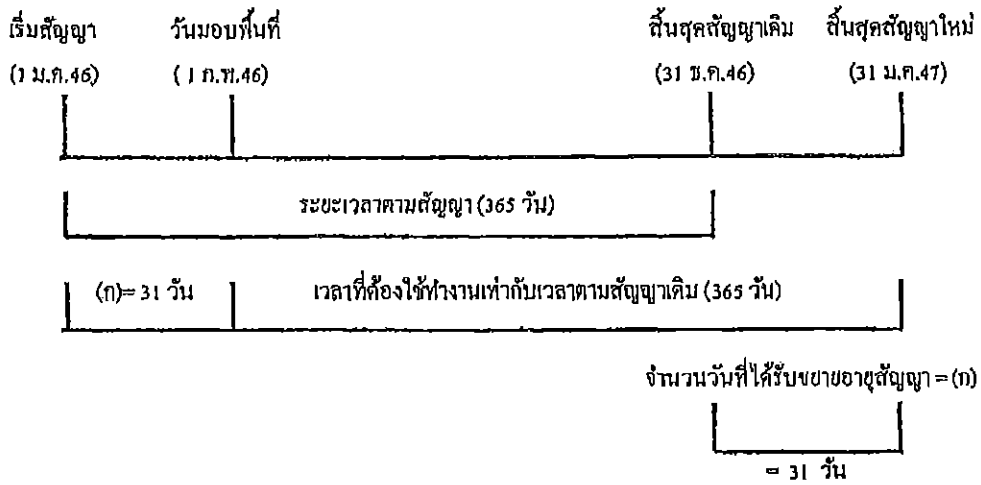 เริ่มสัญญา วันมอบพื้นที่ สิ้นสุดสัญญาเดิม สิ้นสุดสัญญาใหม่
(1 ม.ค.46) (1 ก.พ.46) (31 ธ.ค.46) (31 ม.ค.47)
ระยะเวลาตามสัญญา (365 วัน)
(ก)= 31 วัน เวลาที่ต้องใช้ทำงานเท่ากับเวลาตามสัญญาเดิม (365 วัน)
จำนวนวันที่ได้รับขยายอายุสัญญา = (ก)
= 31 วัน